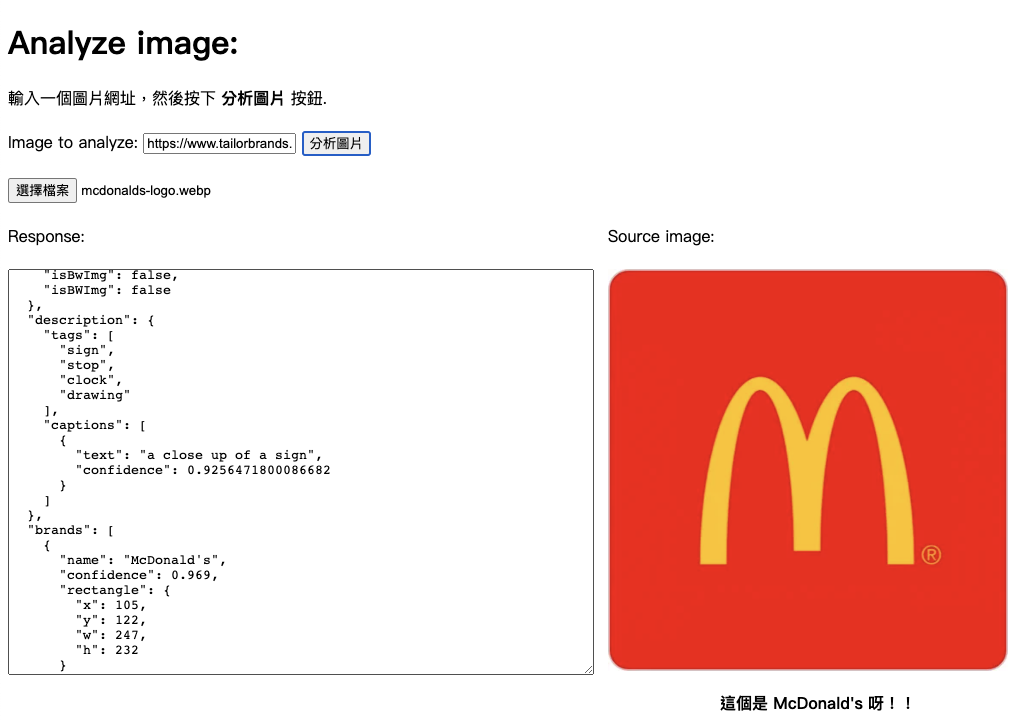 Analyze image:
輸入一個圖片網址，然後按下 分析圖片 按鈕.
Image to analyze: https://www.tailorbrands. 分析圖片
選擇檔案 mcdonalds-logo.webp
Response:
Source image:
    "isBwImg": false,
    "isBWImg": false
  },
  "description": {
    "tags": [
      "sign",
      "stop",
      "clock",
      "drawing"
    ],
    "captions": [
      {
        "text": "a close up of a sign",
        "confidence": 0.9256471800086682
      }
    ]
  },
  "brands": [
    {
      "name": "McDonald's",
      "confidence": 0.969,
      "rectangle": {
        "x": 105,
        "y": 122,
        "w": 247,
        "h": 232
      }
®
這個是 McDonald's 呀！！